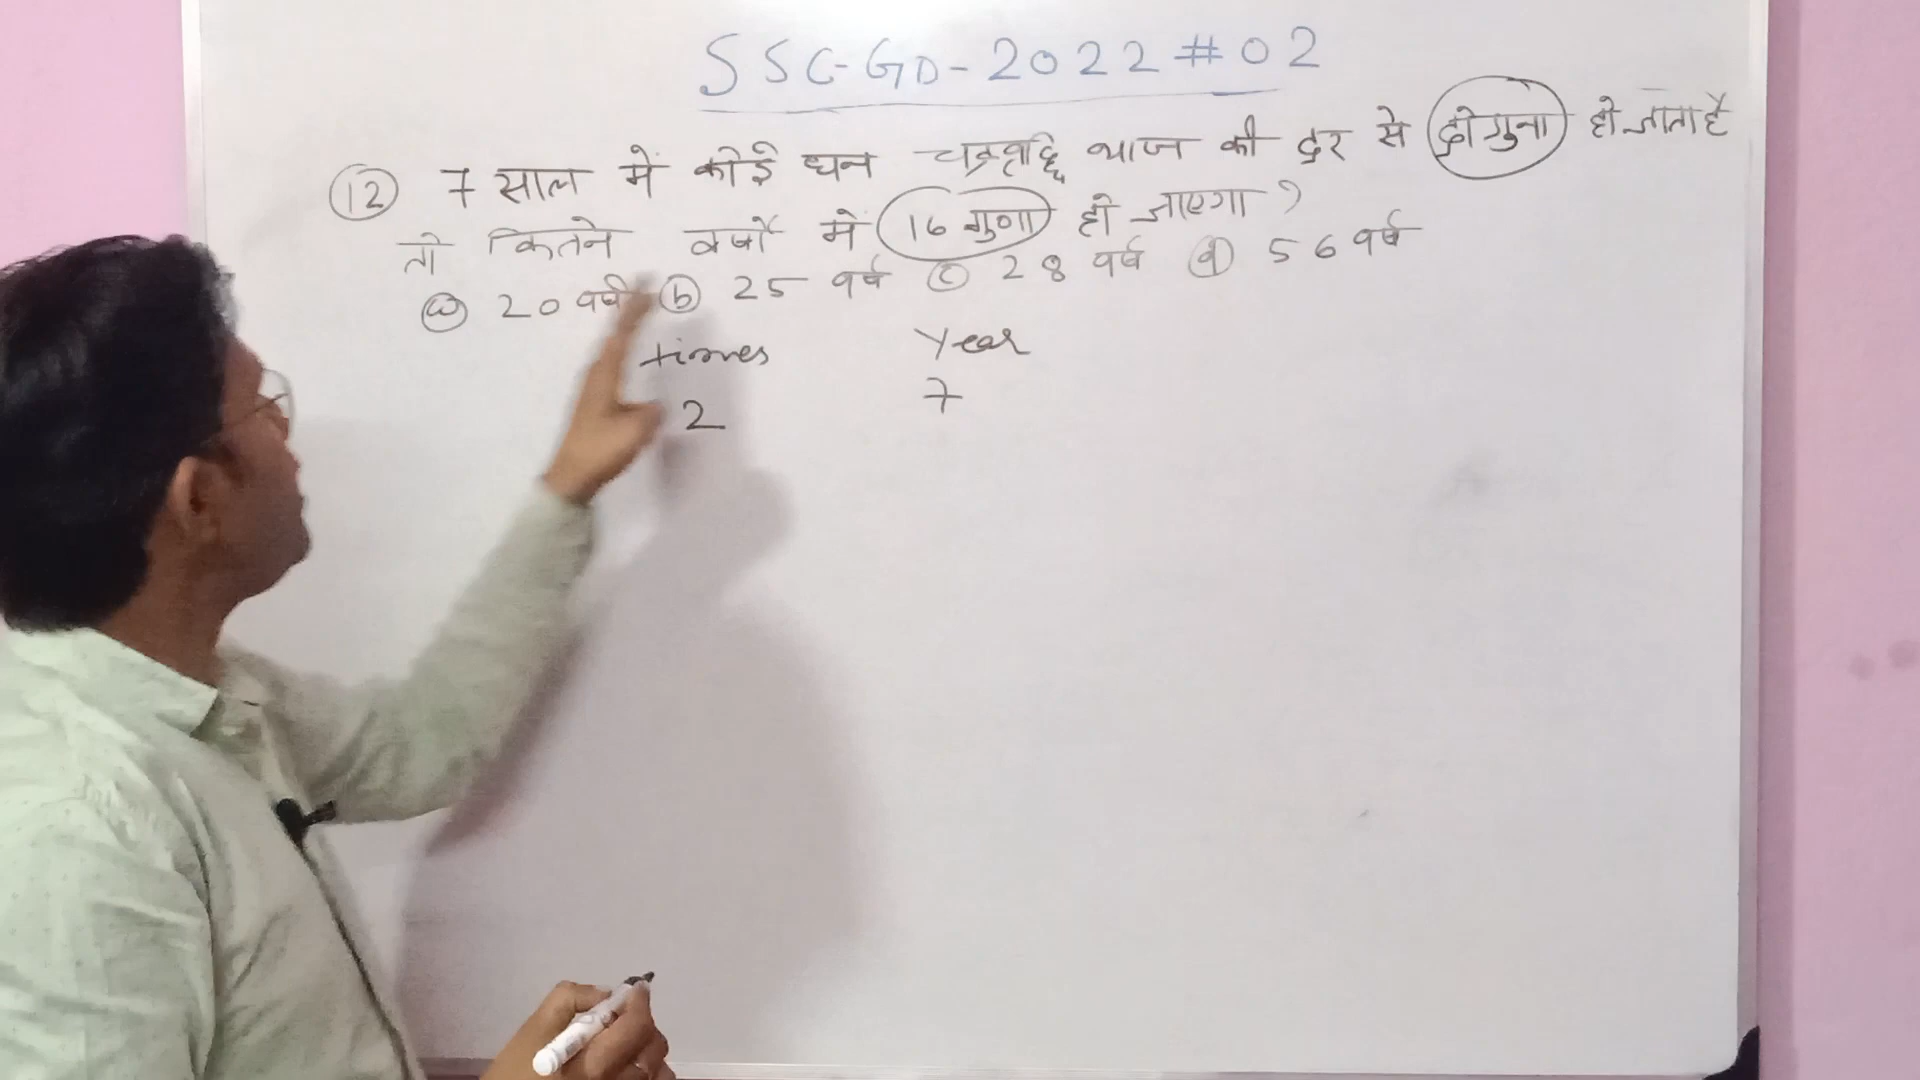 SSC-GD-2022#02
(12) 7 साल में कोई धन चक्रवृद्धि ब्याज की दर से दोगुना हो जाता है
तो कितने वर्षों में 16 गुणा हो जाएगा?
(a) 20 वर्ष (b) 25 वर्ष (c) 28 वर्ष (d) 56 वर्ष
times Year
2 7